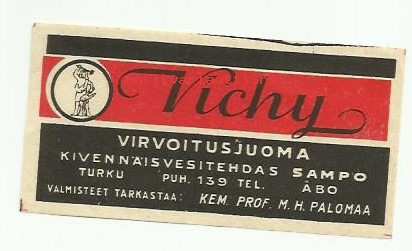 Vichy
VIRVOITUSJUOMA
KIVENNÄISVESITEHDAS SAMPO
TURKU PUH. 139 TEL. ÅBO
VALMISTEET TARKASTAA: KEM. PROF. M. H. PALOMAA